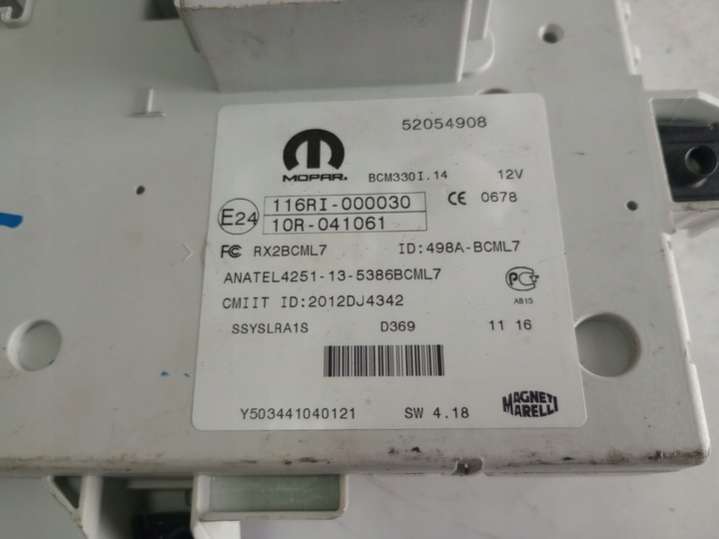 52054908
MOPAR.
BCM330I.14 12V
E24
116RI-000030
CE 0678
10R-041061
FC RX2BCML7 ID:498A-BCML7
ANATEL4251-13-5386BCML7
CMIIT ID:2012DJ4342
AB15
SSYSLRA1S D369 11 16
Y503441040121 SW 4.18
MAGNETI
MARELLI